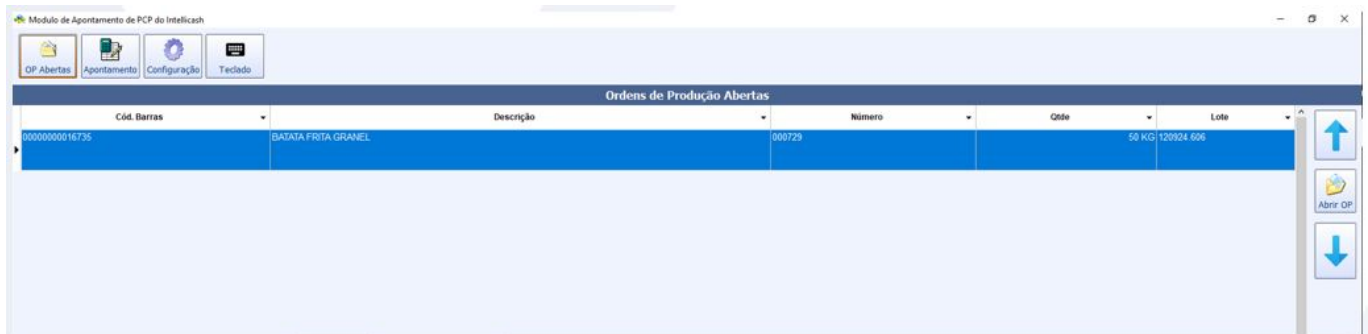 Modulo de Apontamento de PCP do Intellicash
OP Abertas Apontamento Configuração Teclado
Ordens de Produção Abertas
Cód. Barras Descrição Número Qtde Lote
00000000016735 BATATA FRITA GRANEL 000729 50 KG 120924.606
Abrir OP